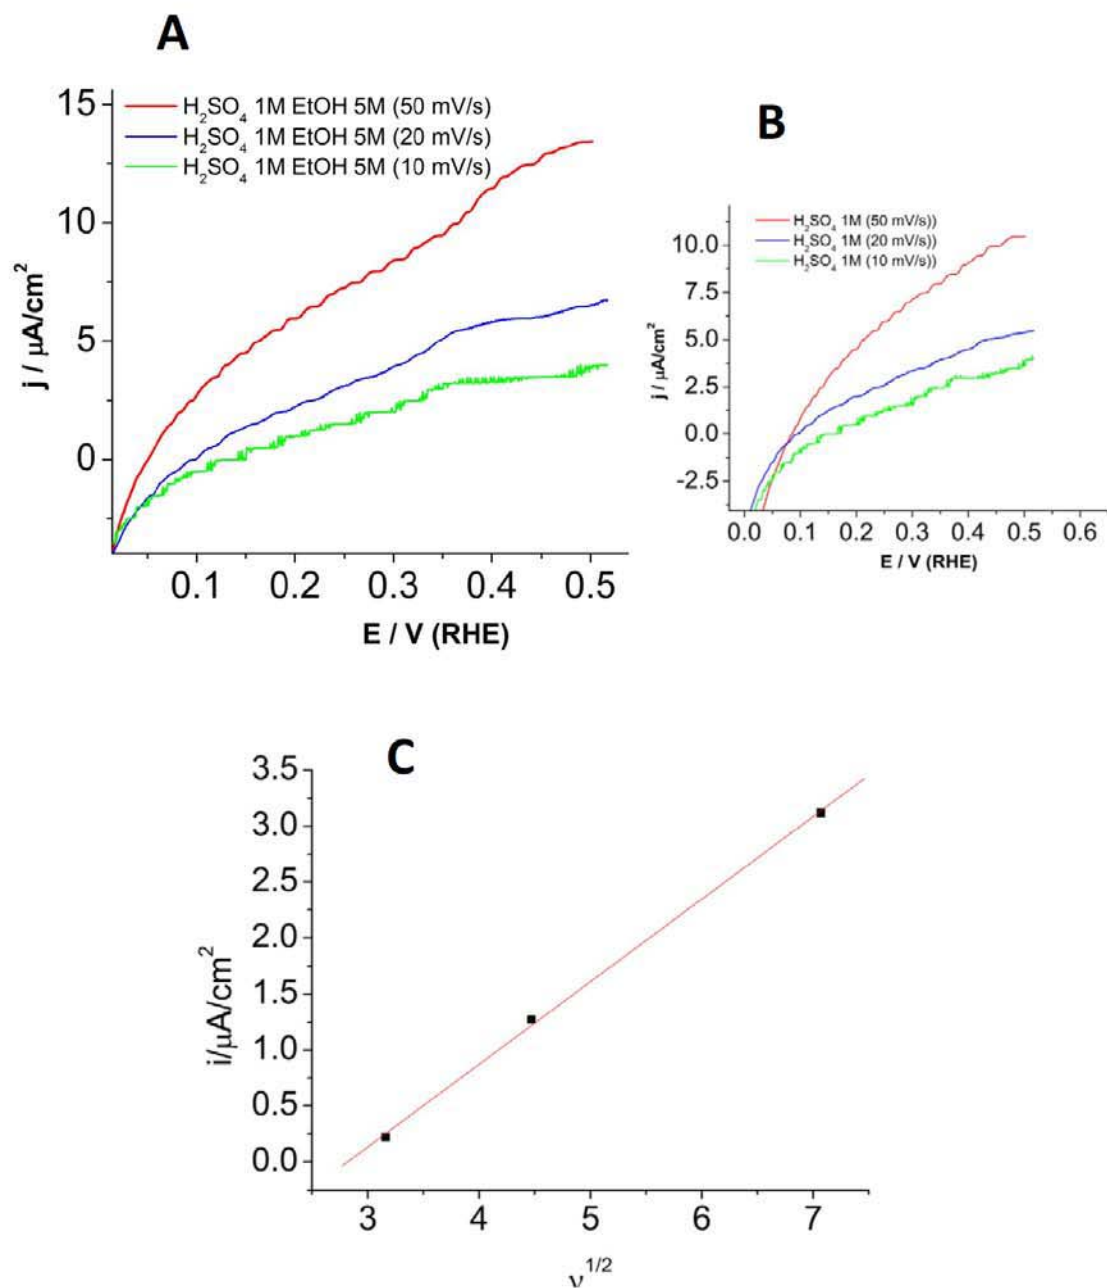 A
H₂SO₄ 1M EtOH 5M (50 mV/s)
H₂SO₄ 1M EtOH 5M (20 mV/s)
H₂SO₄ 1M EtOH 5M (10 mV/s)
15
10
5
0
j / μA/cm²
0.1 0.2 0.3 0.4 0.5
E / V (RHE)
B
H₂SO₄ 1M (50 mV/s))
H₂SO₄ 1M (20 mV/s))
H₂SO₄ 1M (10 mV/s))
10.0
7.5
5.0
2.5
0.0
-2.5
j / μA/cm²
0.0 0.1 0.2 0.3 0.4 0.5 0.6
E / V (RHE)
C
3.5
3.0
2.5
2.0
1.5
1.0
0.5
0.0
i/μA/cm²
3 4 5 6 7
ν¹/²